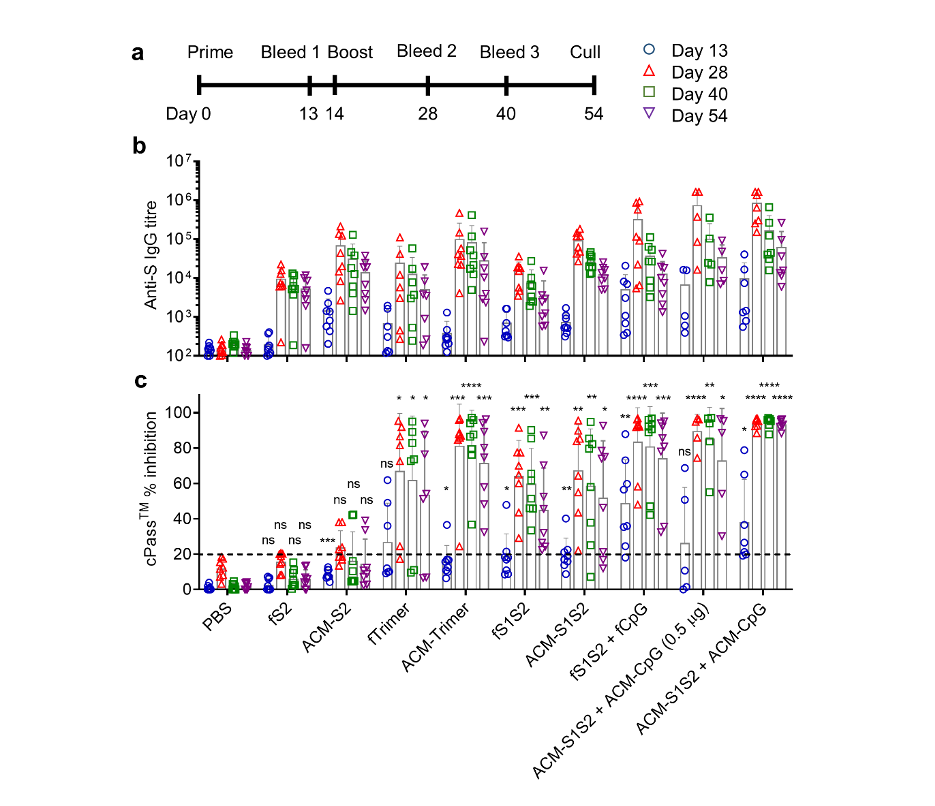 a
Prime Bleed 1 Boost Bleed 2 Bleed 3 Cull
Day 0 13 14 28 40 54
Day 13
Day 28
Day 40
Day 54
b
Anti-S IgG titre
10⁷
10⁶
10⁵
10⁴
10³
10²
c
cPass™ % inhibition
100
80
60
40
20
0
ns ns ns ns
*** ns ns ns
ns * * *
* *** **** ***
* *** *** **
** ** ** *
** **** *** ***
ns **** ** *
* **** **** ****
PBS
fS2
ACM-S2
fTrimer
ACM-Trimer
fS1S2
ACM-S1S2
fS1S2 + fCpG
ACM-S1S2 + ACM-CpG (0.5 µg)
ACM-S1S2 + ACM-CpG